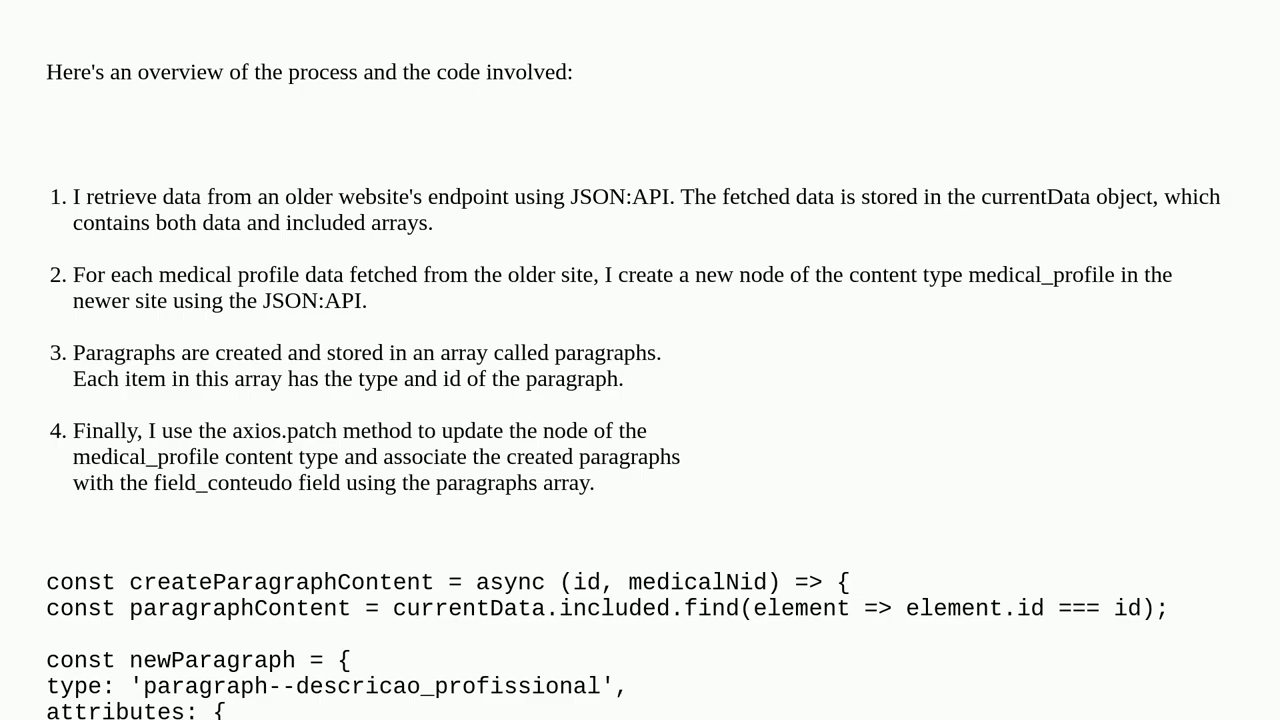 Here's an overview of the process and the code involved:
1. I retrieve data from an older website's endpoint using JSON:API. The fetched data is stored in the currentData object, which
contains both data and included arrays.
2. For each medical profile data fetched from the older site, I create a new node of the content type medical_profile in the
newer site using the JSON:API.
3. Paragraphs are created and stored in an array called paragraphs.
Each item in this array has the type and id of the paragraph.
4. Finally, I use the axios.patch method to update the node of the
medical_profile content type and associate the created paragraphs
with the field_conteudo field using the paragraphs array.
const createParagraphContent = async (id, medicalNid) => {
const paragraphContent = currentData.included.find(element => element.id === id);
const newParagraph = {
type: 'paragraph--descricao_profissional',
attributes: {